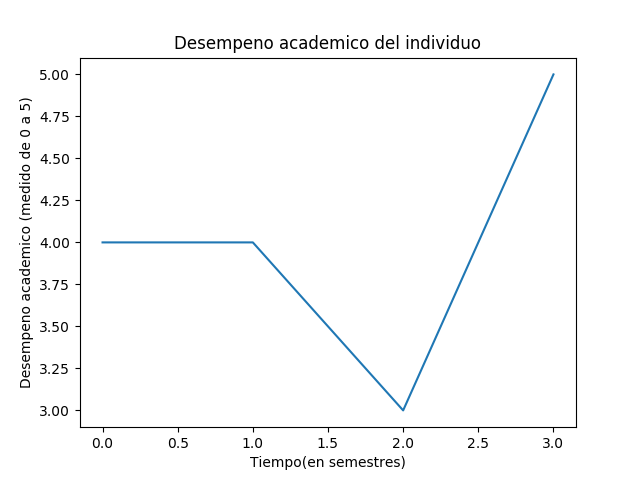 Desempeno academico del individuo
Desempeno academico (medido de 0 a 5)
5.00
4.75
4.50
4.25
4.00
3.75
3.50
3.25
3.00
0.0 0.5 1.0 1.5 2.0 2.5 3.0
Tiempo(en semestres)